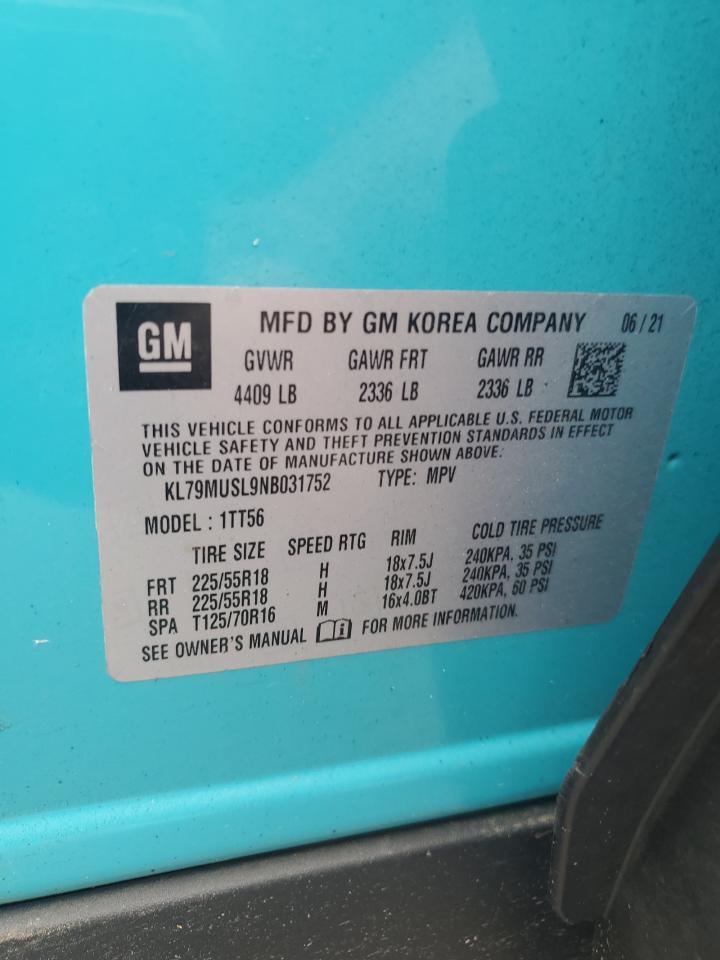 GM
MFD BY GM KOREA COMPANY 06/21
GVWR GAWR FRT GAWR RR
4409 LB 2336 LB 2336 LB
THIS VEHICLE CONFORMS TO ALL APPLICABLE U.S. FEDERAL MOTOR
VEHICLE SAFETY AND THEFT PREVENTION STANDARDS IN EFFECT
ON THE DATE OF MANUFACTURE SHOWN ABOVE:
KL79MUSL9NB031752 TYPE: MPV
MODEL : 1TT56
TIRE SIZE SPEED RTG RIM COLD TIRE PRESSURE
FRT 225/55R18 H 18x7.5J 240KPA, 35 PSI
RR 225/55R18 H 18x7.5J 240KPA, 35 PSI
SPA T125/70R16 M 16x4.0BT 420KPA, 60 PSI
SEE OWNER'S MANUAL FOR MORE INFORMATION.